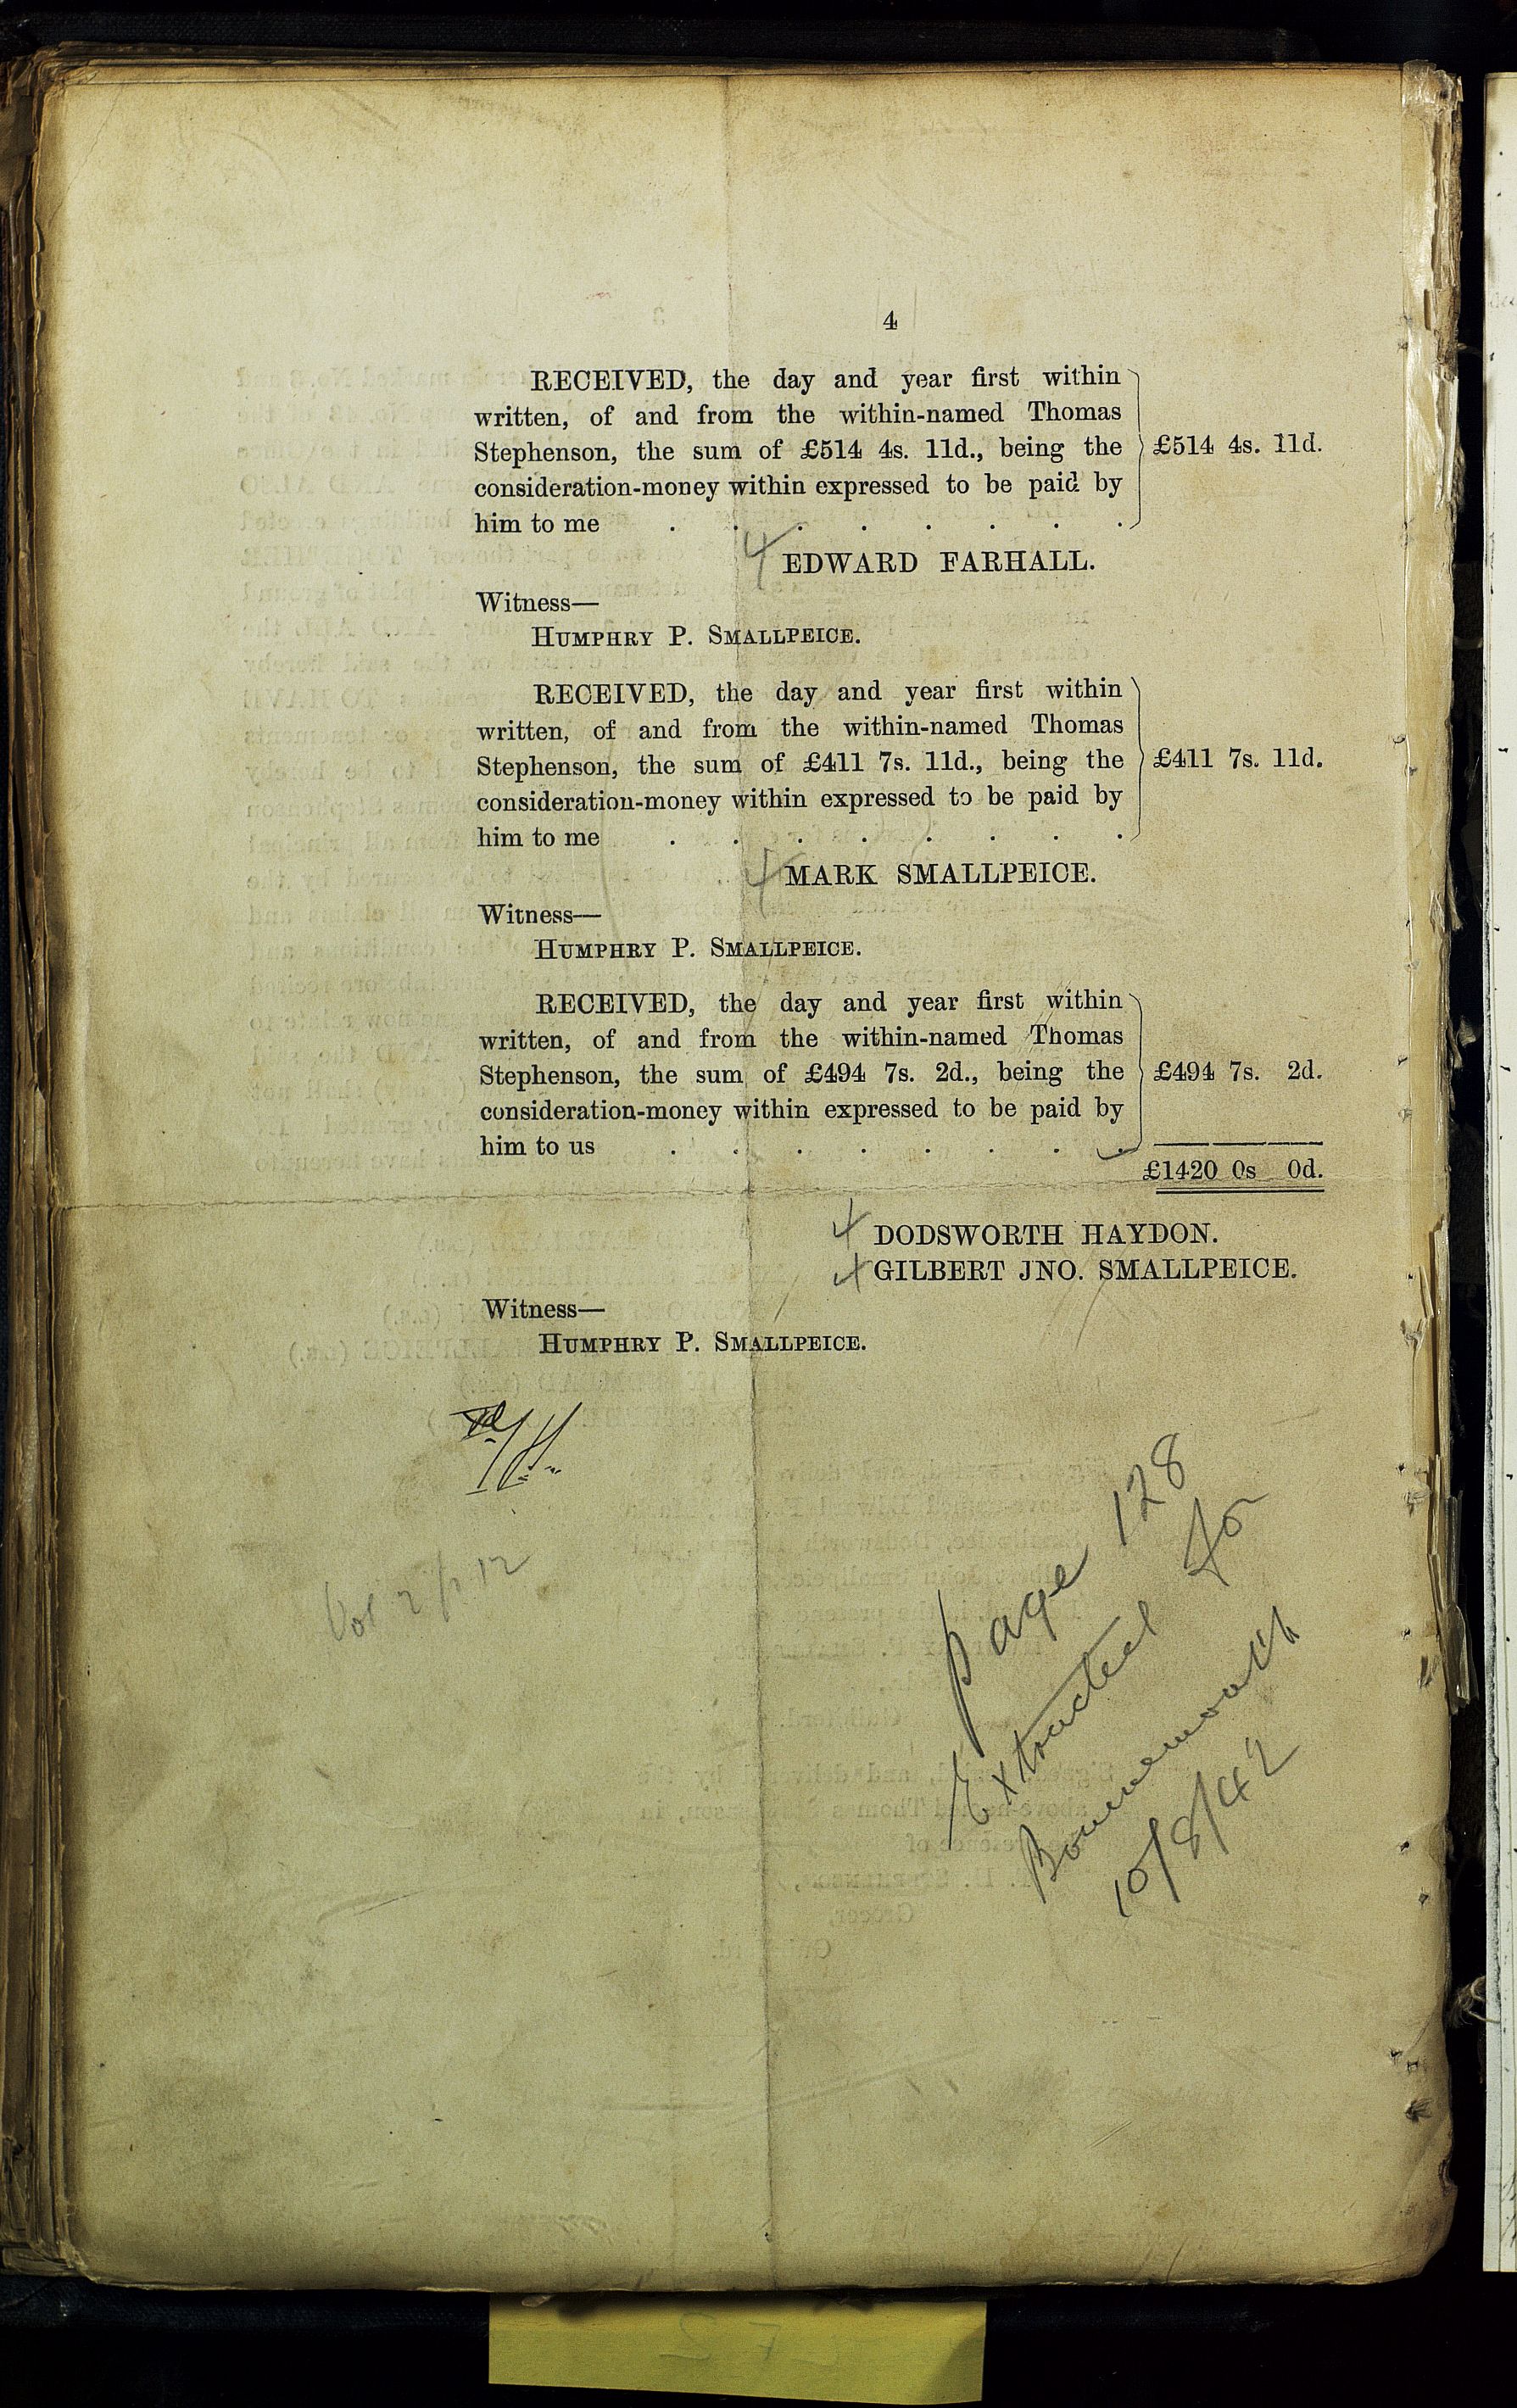 4
RECEIVED, the day and year first within
written, of and from the within-named Thomas
Stephenson, the sum of £514 4s. 11d., being the
consideration-money within expressed to be paid by
him to me . . . . . . . .
£514 4s. 11d.
EDWARD FARHALL.
Witness—
HUMPHRY P. SMALLPEICE.
RECEIVED, the day and year first within
written, of and from the within-named Thomas
Stephenson, the sum of £411 7s. 11d., being the
consideration-money within expressed to be paid by
him to me . . . . . . . .
£411 7s. 11d.
MARK SMALLPEICE.
Witness—
HUMPHRY P. SMALLPEICE.
RECEIVED, the day and year first within
written, of and from the within-named Thomas
Stephenson, the sum of £494 7s. 2d., being the
consideration-money within expressed to be paid by
him to us . . . . . . . .
£494 7s. 2d.
£1420 0s 0d.
DODSWORTH HAYDON.
GILBERT JNO. SMALLPEICE.
Witness—
HUMPHRY P. SMALLPEICE.
Vol 2 p 12
page 128
Extracted for
Bournemouth
10/8/42